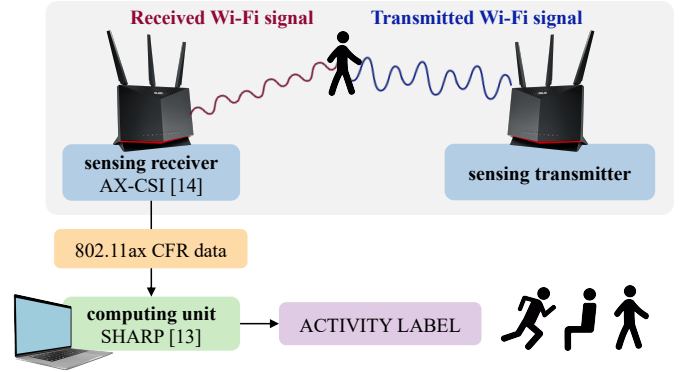 Received Wi-Fi signal
Transmitted Wi-Fi signal
sensing receiver
AX-CSI [14]
sensing transmitter
802.11ax CFR data
computing unit
SHARP [13]
ACTIVITY LABEL